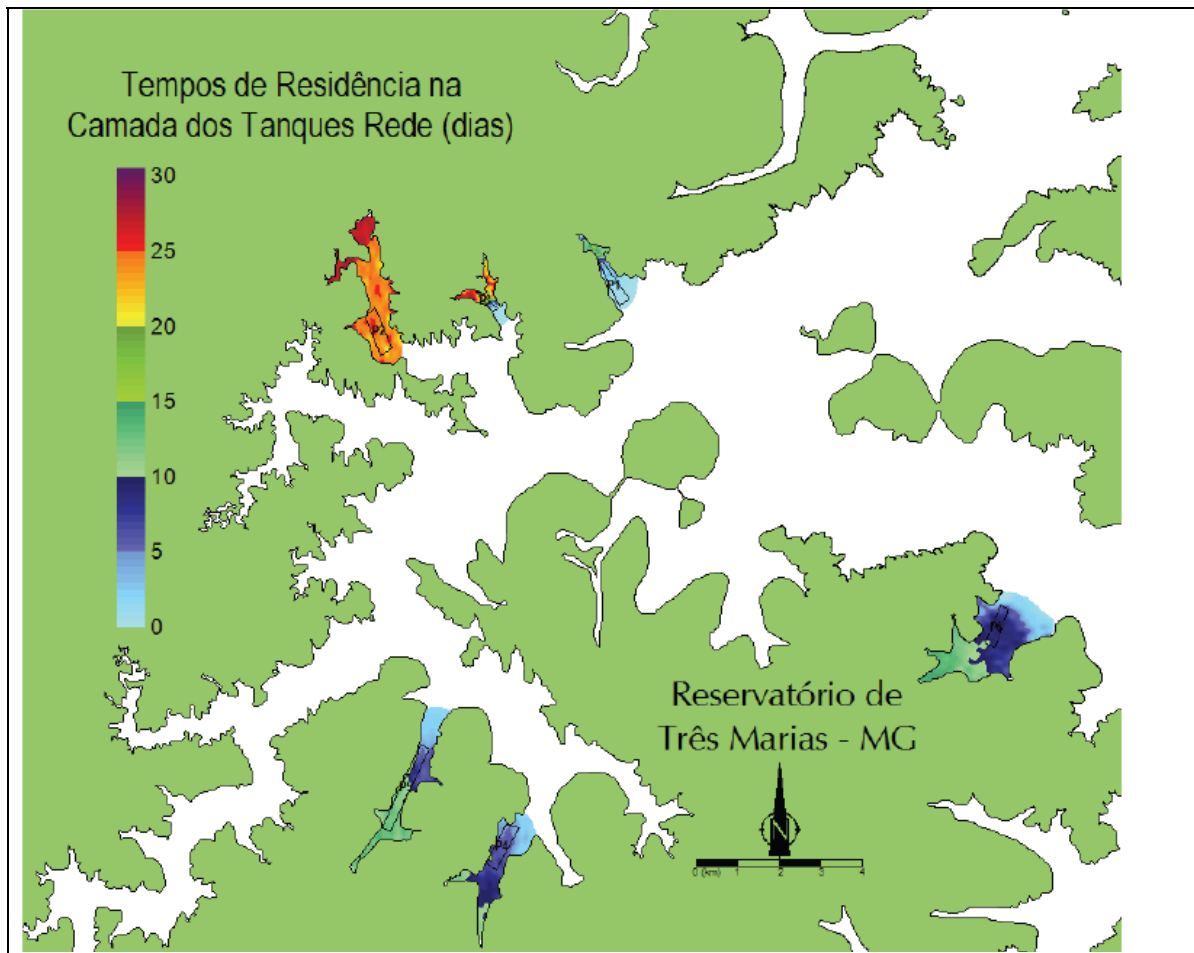 Tempos de Residência na
Camada dos Tanques Rede (dias)
30
25
20
15
10
5
0
Reservatório de
Três Marias - MG
N
0 (km) 1 2 3 4